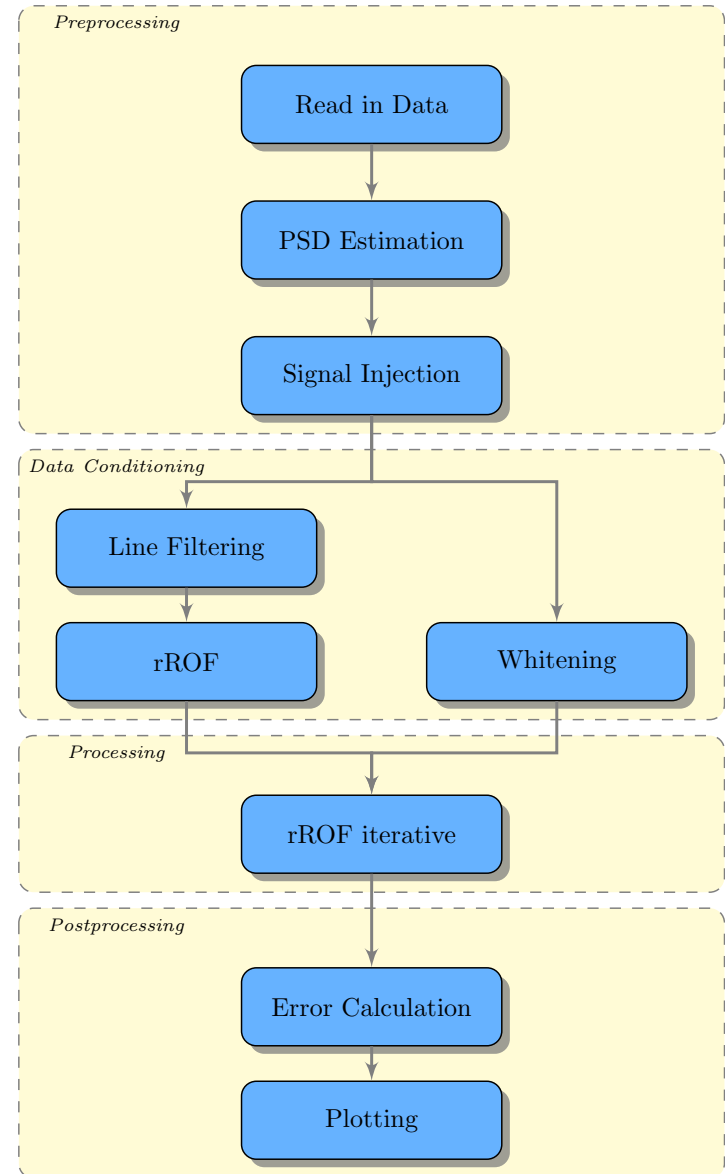 Preprocessing
Read in Data
PSD Estimation
Signal Injection
Data Conditioning
Line Filtering
rROF
Whitening
Processing
rROF iterative
Postprocessing
Error Calculation
Plotting